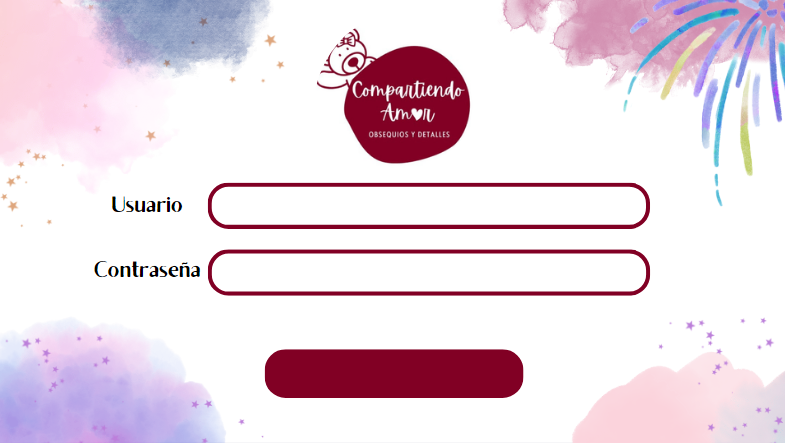 Compartiendo
Amor
OBSEQUIOS Y DETALLES
Usuario
Contraseña